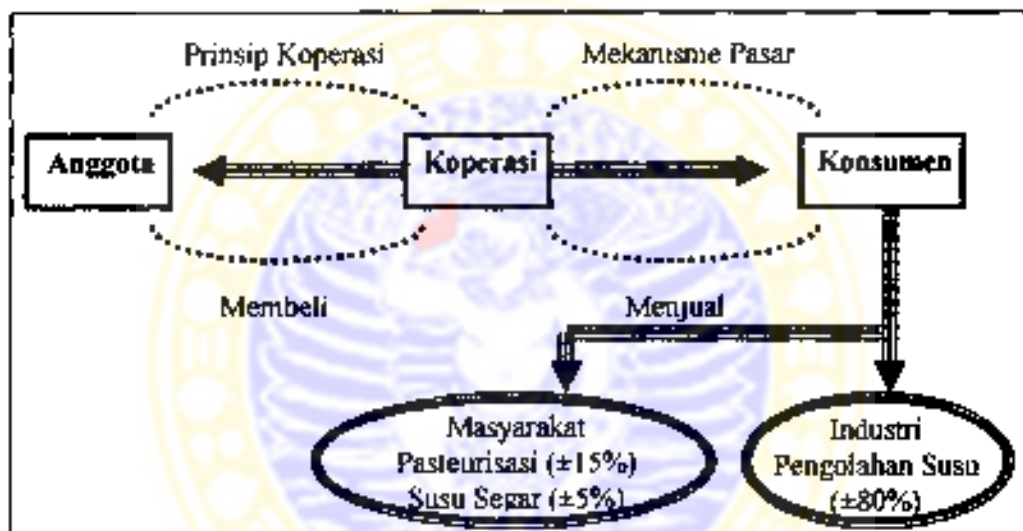 Prinsip Koperasi
Mekanisme Pasar
Anggota
Koperasi
Konsumen
Membeli
Menjual
Masyarakat
Pasteurisasi (±15%)
Susu Segar (±5%)
Industri
Pengolahan Susu
(±80%)